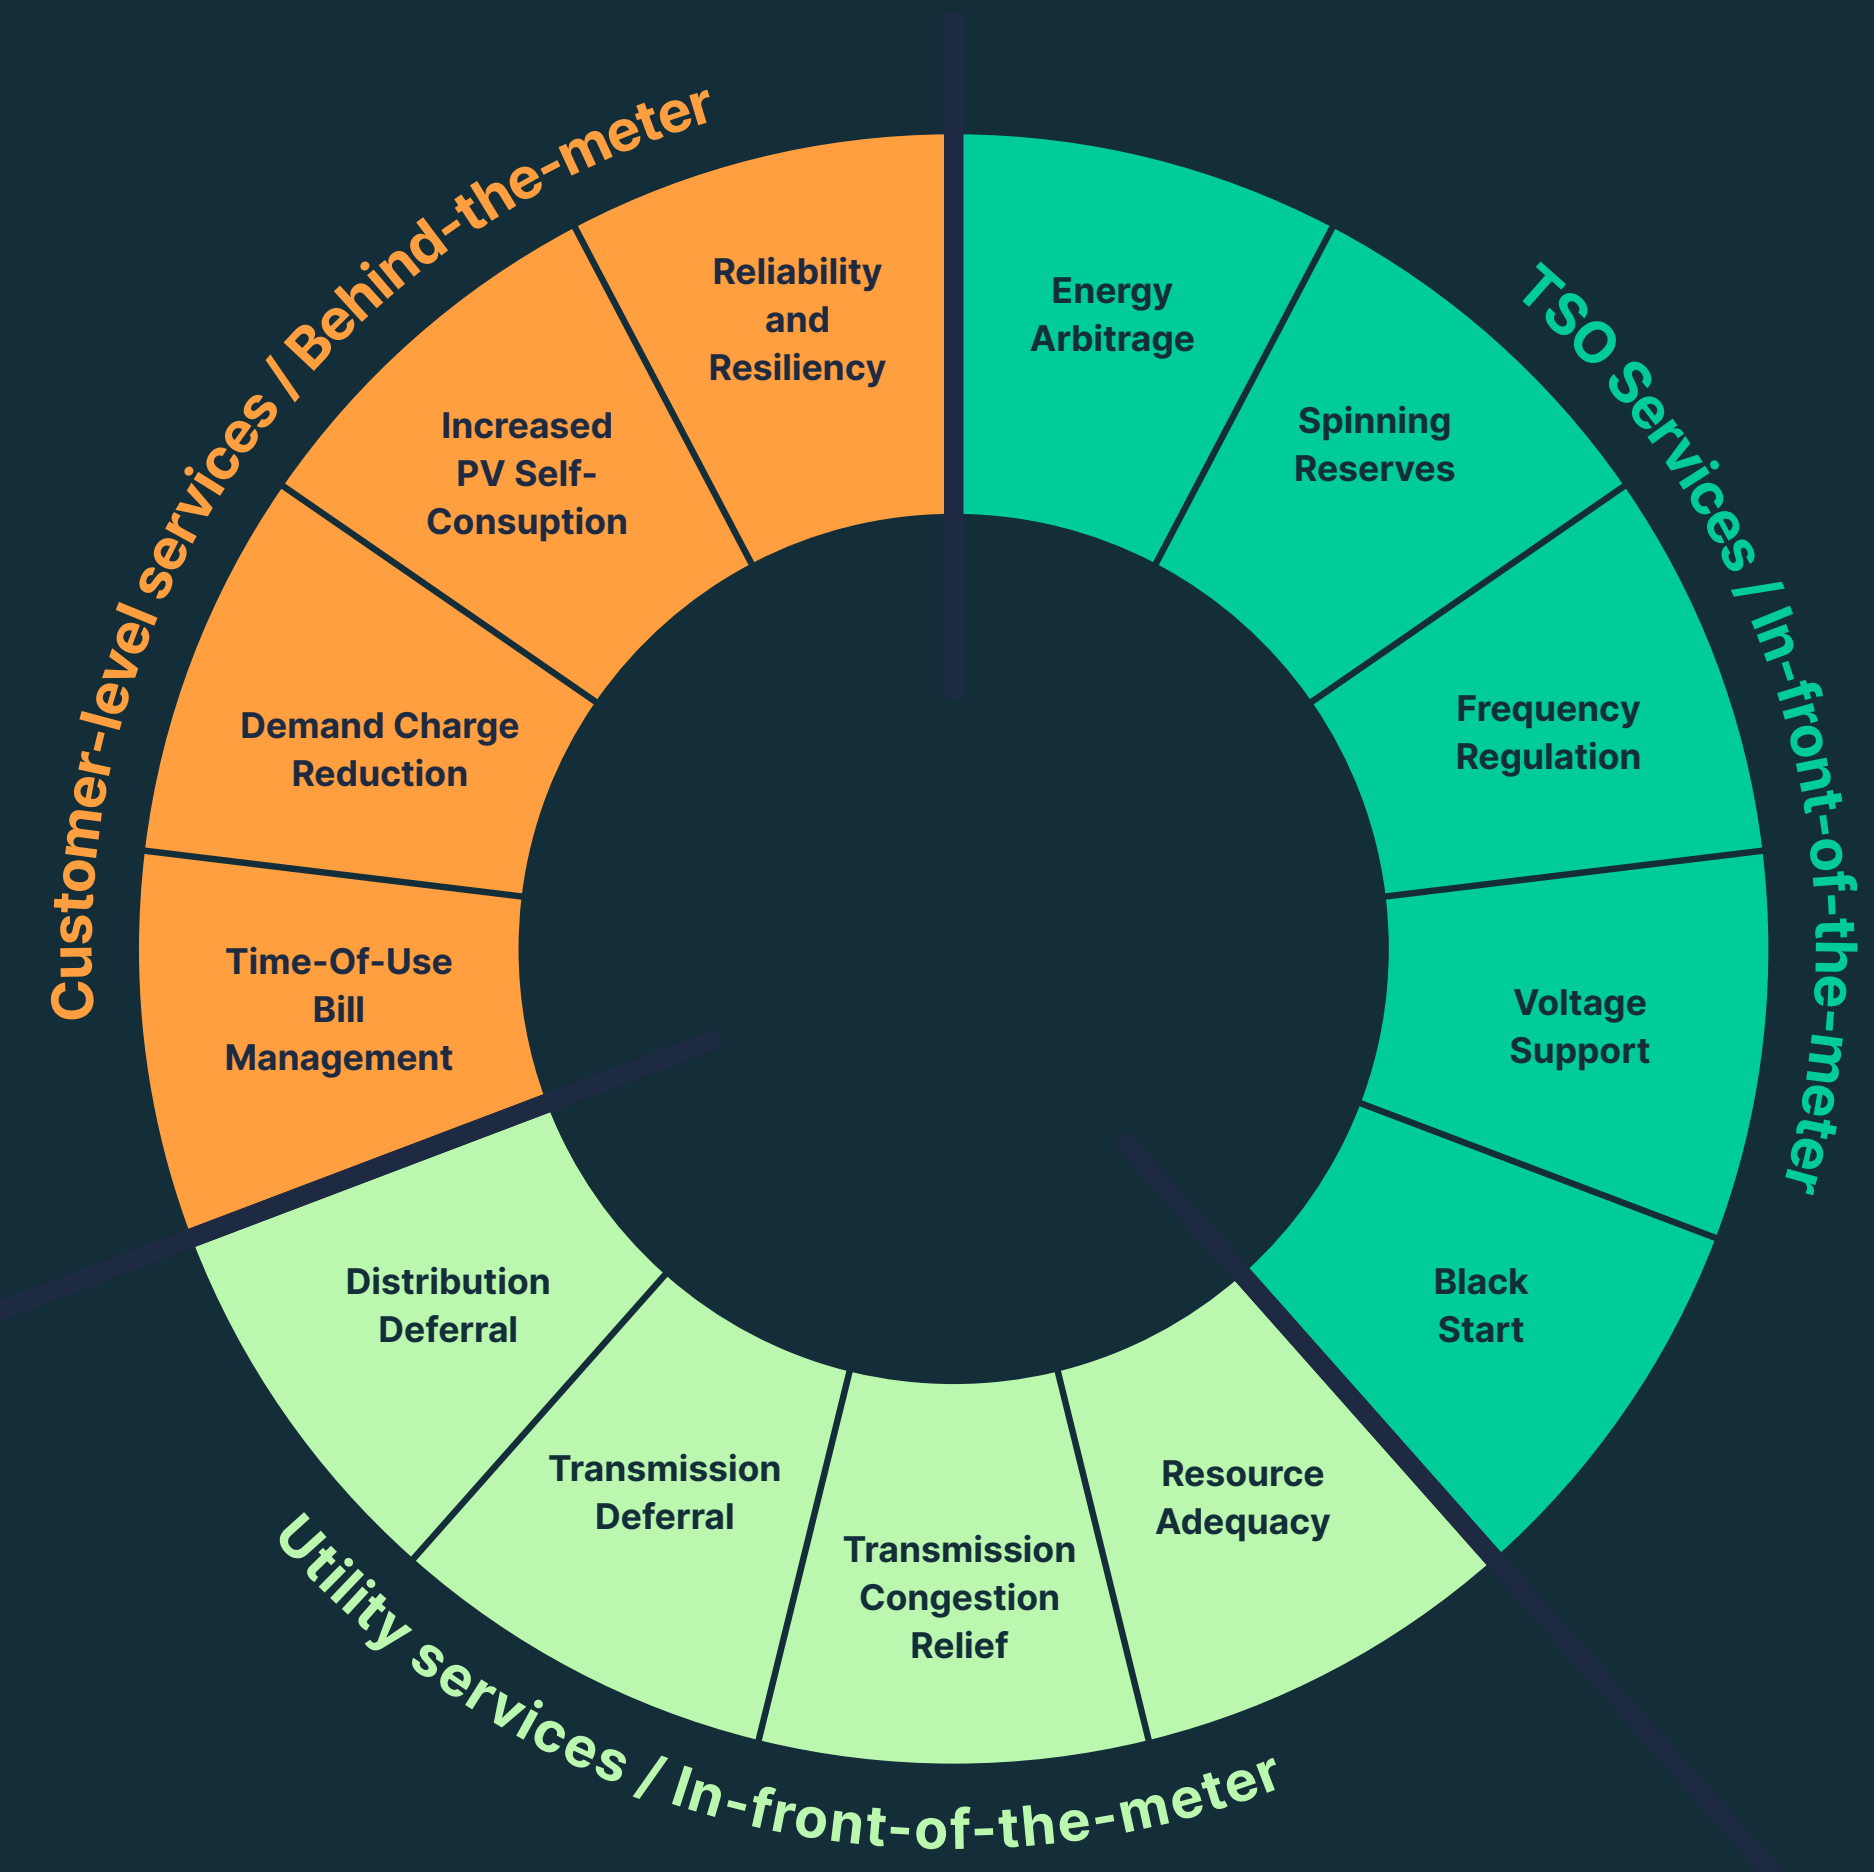 Customer-level services / Behind-the-meter
Reliability
and
Resiliency
Increased
PV Self-
Consuption
Demand Charge
Reduction
Time-Of-Use
Bill
Management
TSO Services / In-front-of-the-meter
Energy
Arbitrage
Spinning
Reserves
Frequency
Regulation
Voltage
Support
Black
Start
Utility services / In-front-of-the-meter
Distribution
Deferral
Transmission
Deferral
Transmission
Congestion
Relief
Resource
Adequacy